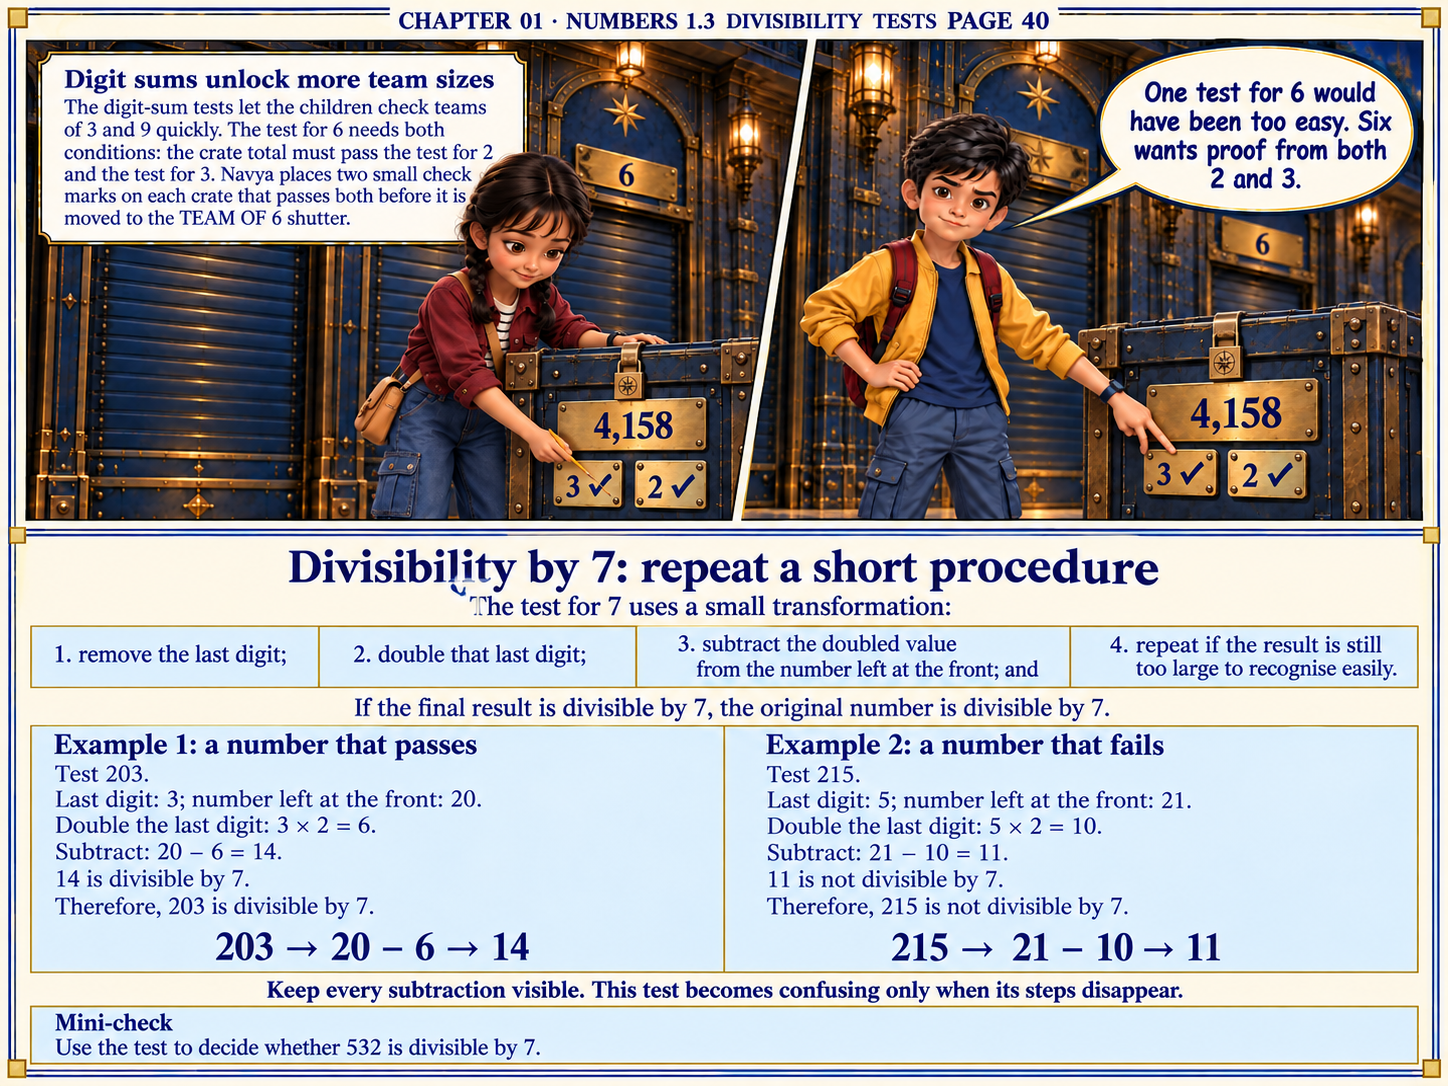 CHAPTER 01 · NUMBERS 1.3 DIVISIBILITY TESTS PAGE 40
Digit sums unlock more team sizes
The digit-sum tests let the children check teams
of 3 and 9 quickly. The test for 6 needs both
conditions: the crate total must pass the test for 2
and the test for 3. Navya places two small check
marks on each crate that passes both before it is
moved to the TEAM OF 6 shutter.
6
4,158
3 ✓ 2 ✓
One test for 6 would
have been too easy. Six
wants proof from both
2 and 3.
6
4,158
3 ✓ 2 ✓
Divisibility by 7: repeat a short procedure
The test for 7 uses a small transformation:
1. remove the last digit;
2. double that last digit;
3. subtract the doubled value
from the number left at the front; and
4. repeat if the result is still
too large to recognise easily.
If the final result is divisible by 7, the original number is divisible by 7.
Example 1: a number that passes
Test 203.
Last digit: 3; number left at the front: 20.
Double the last digit: 3 × 2 = 6.
Subtract: 20 − 6 = 14.
14 is divisible by 7.
Therefore, 203 is divisible by 7.
203 → 20 − 6 → 14
Example 2: a number that fails
Test 215.
Last digit: 5; number left at the front: 21.
Double the last digit: 5 × 2 = 10.
Subtract: 21 − 10 = 11.
11 is not divisible by 7.
Therefore, 215 is not divisible by 7.
215 → 21 − 10 → 11
Keep every subtraction visible. This test becomes confusing only when its steps disappear.
Mini-check
Use the test to decide whether 532 is divisible by 7.